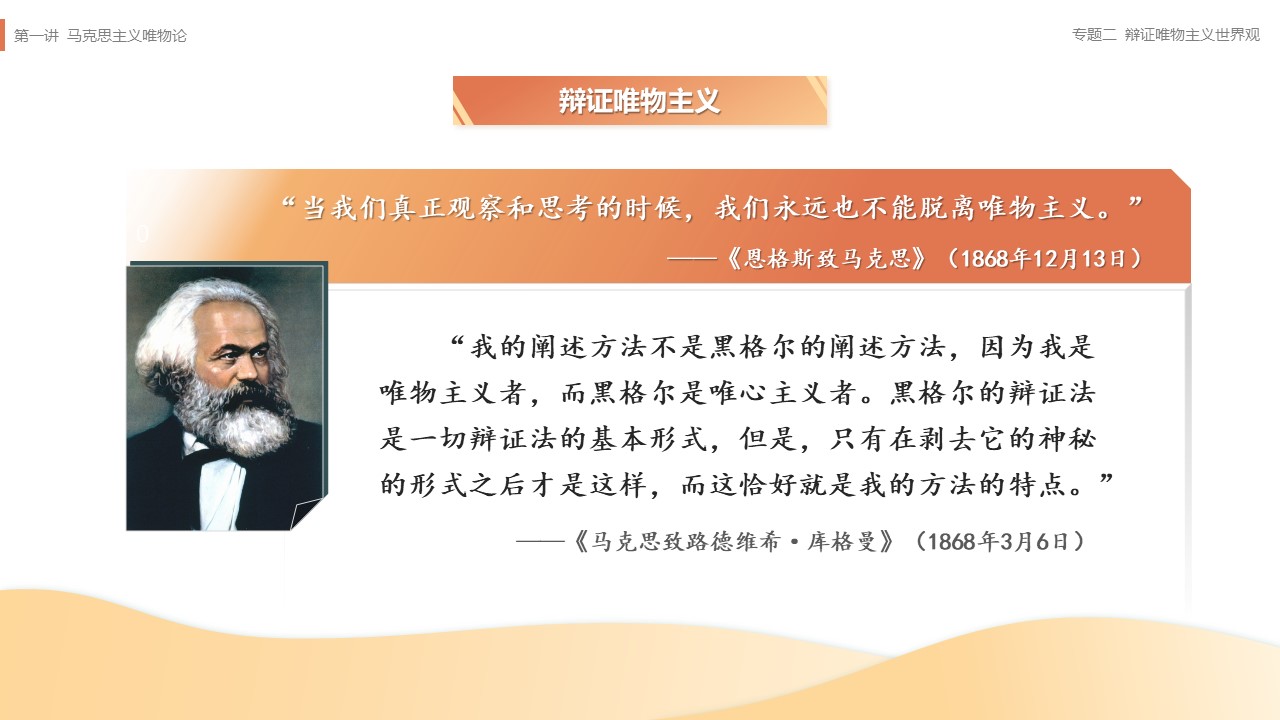 第一讲 马克思主义唯物论
专题二 辩证唯物主义世界观
辩证唯物主义
“当我们真正观察和思考的时候，我们永远也不能脱离唯物主义。”
——《恩格斯致马克思》（1868年12月13日）
0
“我的阐述方法不是黑格尔的阐述方法，因为我是
唯物主义者，而黑格尔是唯心主义者。黑格尔的辩证法
是一切辩证法的基本形式，但是，只有在剥去它的神秘
的形式之后才是这样，而这恰好就是我的方法的特点。”
——《马克思致路德维希·库格曼》（1868年3月6日）